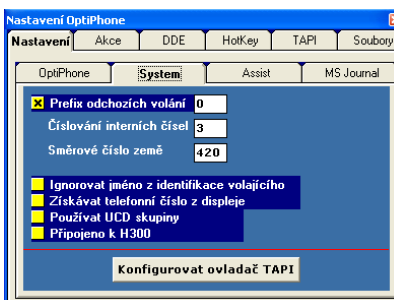 Nastavení OptiPhone
Nastavení Akce DDE HotKey TAPI Soubory
OptiPhone System Assist MS Journal
Prefix odchozích volání 0
Číslování interních čísel 3
Směrové číslo země 420
Ignorovat jméno z identifikace volajícího
Získávat telefonní číslo z displeje
Používat UCD skupiny
Připojeno k H300
Konfigurovat ovladač TAPI